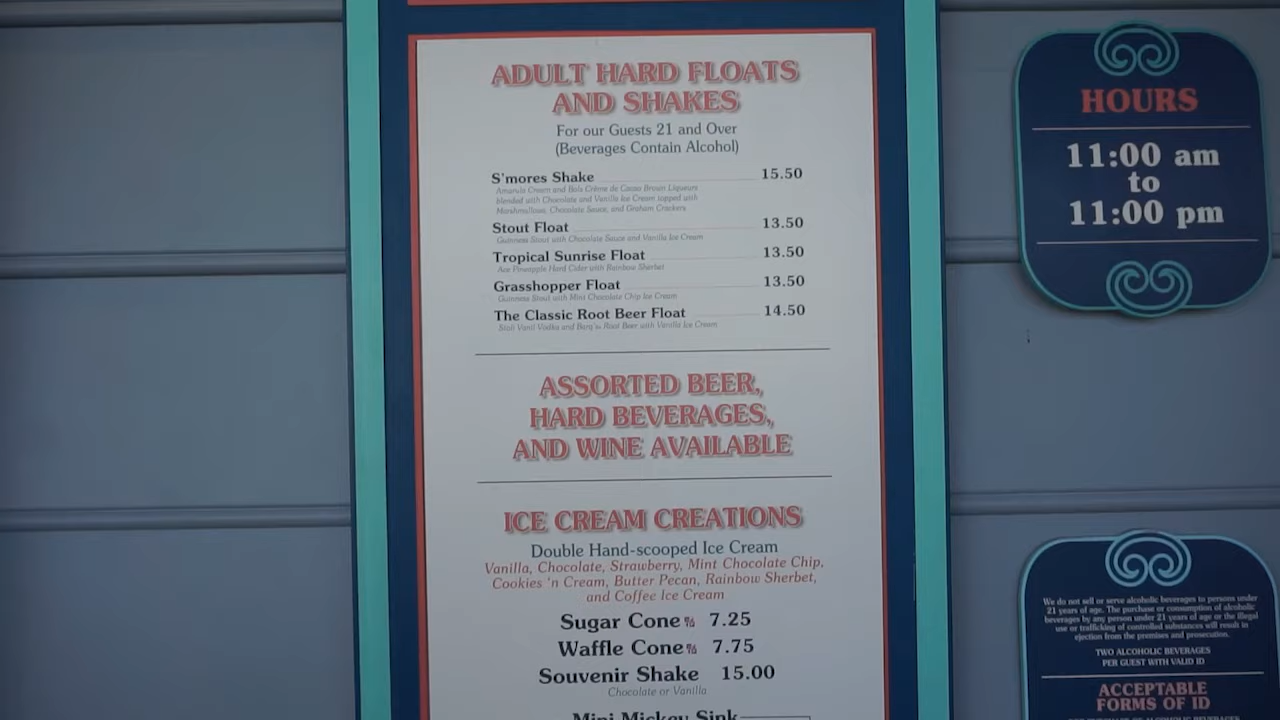 ADULT HARD FLOATS
AND SHAKES
For our Guests 21 and Over
(Beverages Contain Alcohol)
S'mores Shake 15.50
Amarula Cream and Bols Crème de Cacao Brown Liqueurs
blended with Chocolate and Vanilla Ice Cream topped with
Marshmallows, Chocolate Sauce, and Graham Crackers
Stout Float 13.50
Guinness Stout with Chocolate Sauce and Vanilla Ice Cream
Tropical Sunrise Float 13.50
Ace Pineapple Hard Cider with Rainbow Sherbet
Grasshopper Float 13.50
Guinness Stout with Mint Chocolate Chip Ice Cream
The Classic Root Beer Float 14.50
Stoli Vanil Vodka and Barq's Root Beer with Vanilla Ice Cream
ASSORTED BEER,
HARD BEVERAGES,
AND WINE AVAILABLE
ICE CREAM CREATIONS
Double Hand-scooped Ice Cream
Vanilla, Chocolate, Strawberry, Mint Chocolate Chip,
Cookies 'n Cream, Butter Pecan, Rainbow Sherbet,
and Coffee Ice Cream
Sugar Cone 7.25
Waffle Cone 7.75
Souvenir Shake 15.00
Chocolate or Vanilla
Mini Mickey Sink
HOURS
11:00 am
to
11:00 pm
We do not sell or serve alcoholic beverages to persons under
21 years of age. The purchase or consumption of alcoholic
beverages by any person under 21 years of age or the illegal
use or trafficking of controlled substances will result in
ejection from the premises and prosecution.
TWO ALCOHOLIC BEVERAGES
PER GUEST WITH VALID ID
ACCEPTABLE
FORMS OF ID